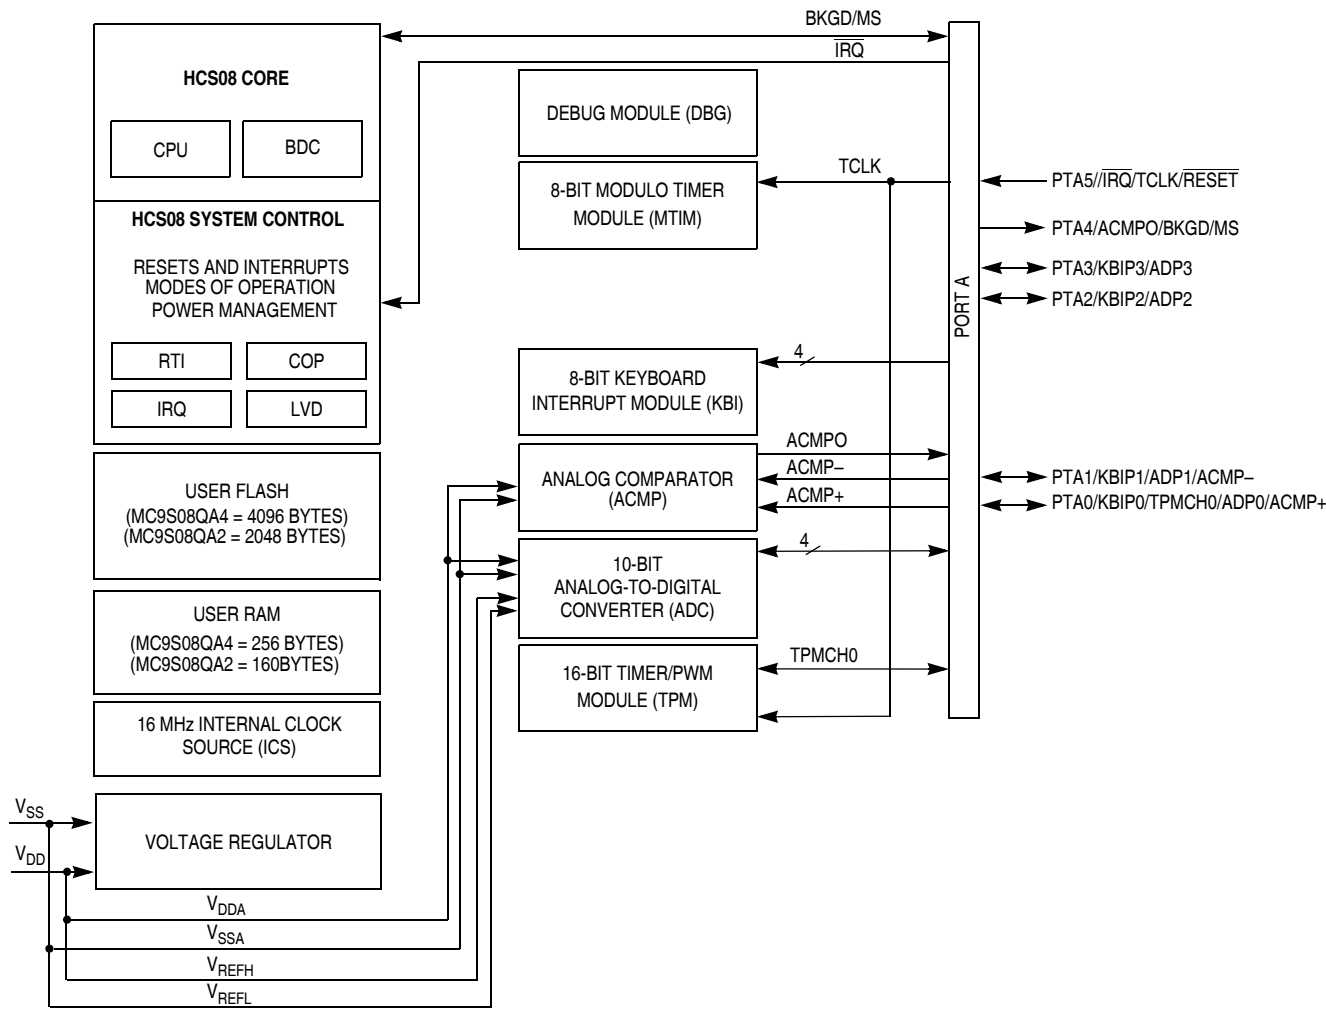 BKGD/MS
IRQ
HCS08 CORE
CPU
BDC
HCS08 SYSTEM CONTROL
RESETS AND INTERRUPTS
MODES OF OPERATION
POWER MANAGEMENT
RTI
COP
IRQ
LVD
USER FLASH
(MC9S08QA4 = 4096 BYTES)
(MC9S08QA2 = 2048 BYTES)
USER RAM
(MC9S08QA4 = 256 BYTES)
(MC9S08QA2 = 160BYTES)
16 MHz INTERNAL CLOCK
SOURCE (ICS)
VSS
VDD
VOLTAGE REGULATOR
VDDA
VSSA
VREFH
VREFL
DEBUG MODULE (DBG)
8-BIT MODULO TIMER
MODULE (MTIM)
TCLK
8-BIT KEYBOARD
INTERRUPT MODULE (KBI)
4
ANALOG COMPARATOR
(ACMP)
ACMPO
ACMP–
ACMP+
10-BIT
ANALOG-TO-DIGITAL
CONVERTER (ADC)
4
16-BIT TIMER/PWM
MODULE (TPM)
TPMCH0
PORT A
PTA5//IRQ/TCLK/RESET
PTA4/ACMPO/BKGD/MS
PTA3/KBIP3/ADP3
PTA2/KBIP2/ADP2
PTA1/KBIP1/ADP1/ACMP–
PTA0/KBIP0/TPMCH0/ADP0/ACMP+